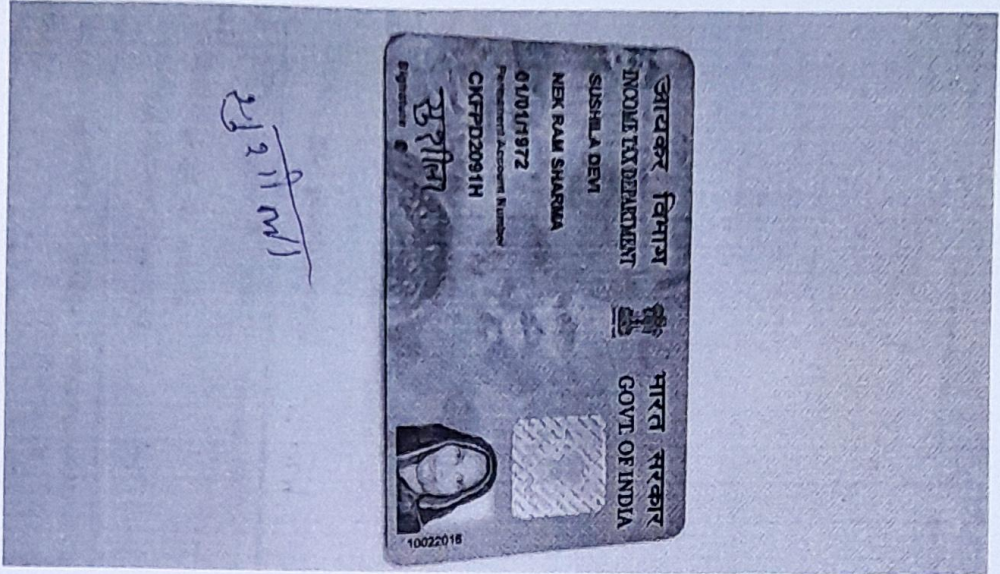 आयकर विभाग
INCOME TAX DEPARTMENT
भारत सरकार
GOVT. OF INDIA
SUSHILA DEVI
NEK RAM SHARMA
01/01/1972
Permanent Account Number
CKFPD2091H
सुशीला
Signature
10022016
सुशीला